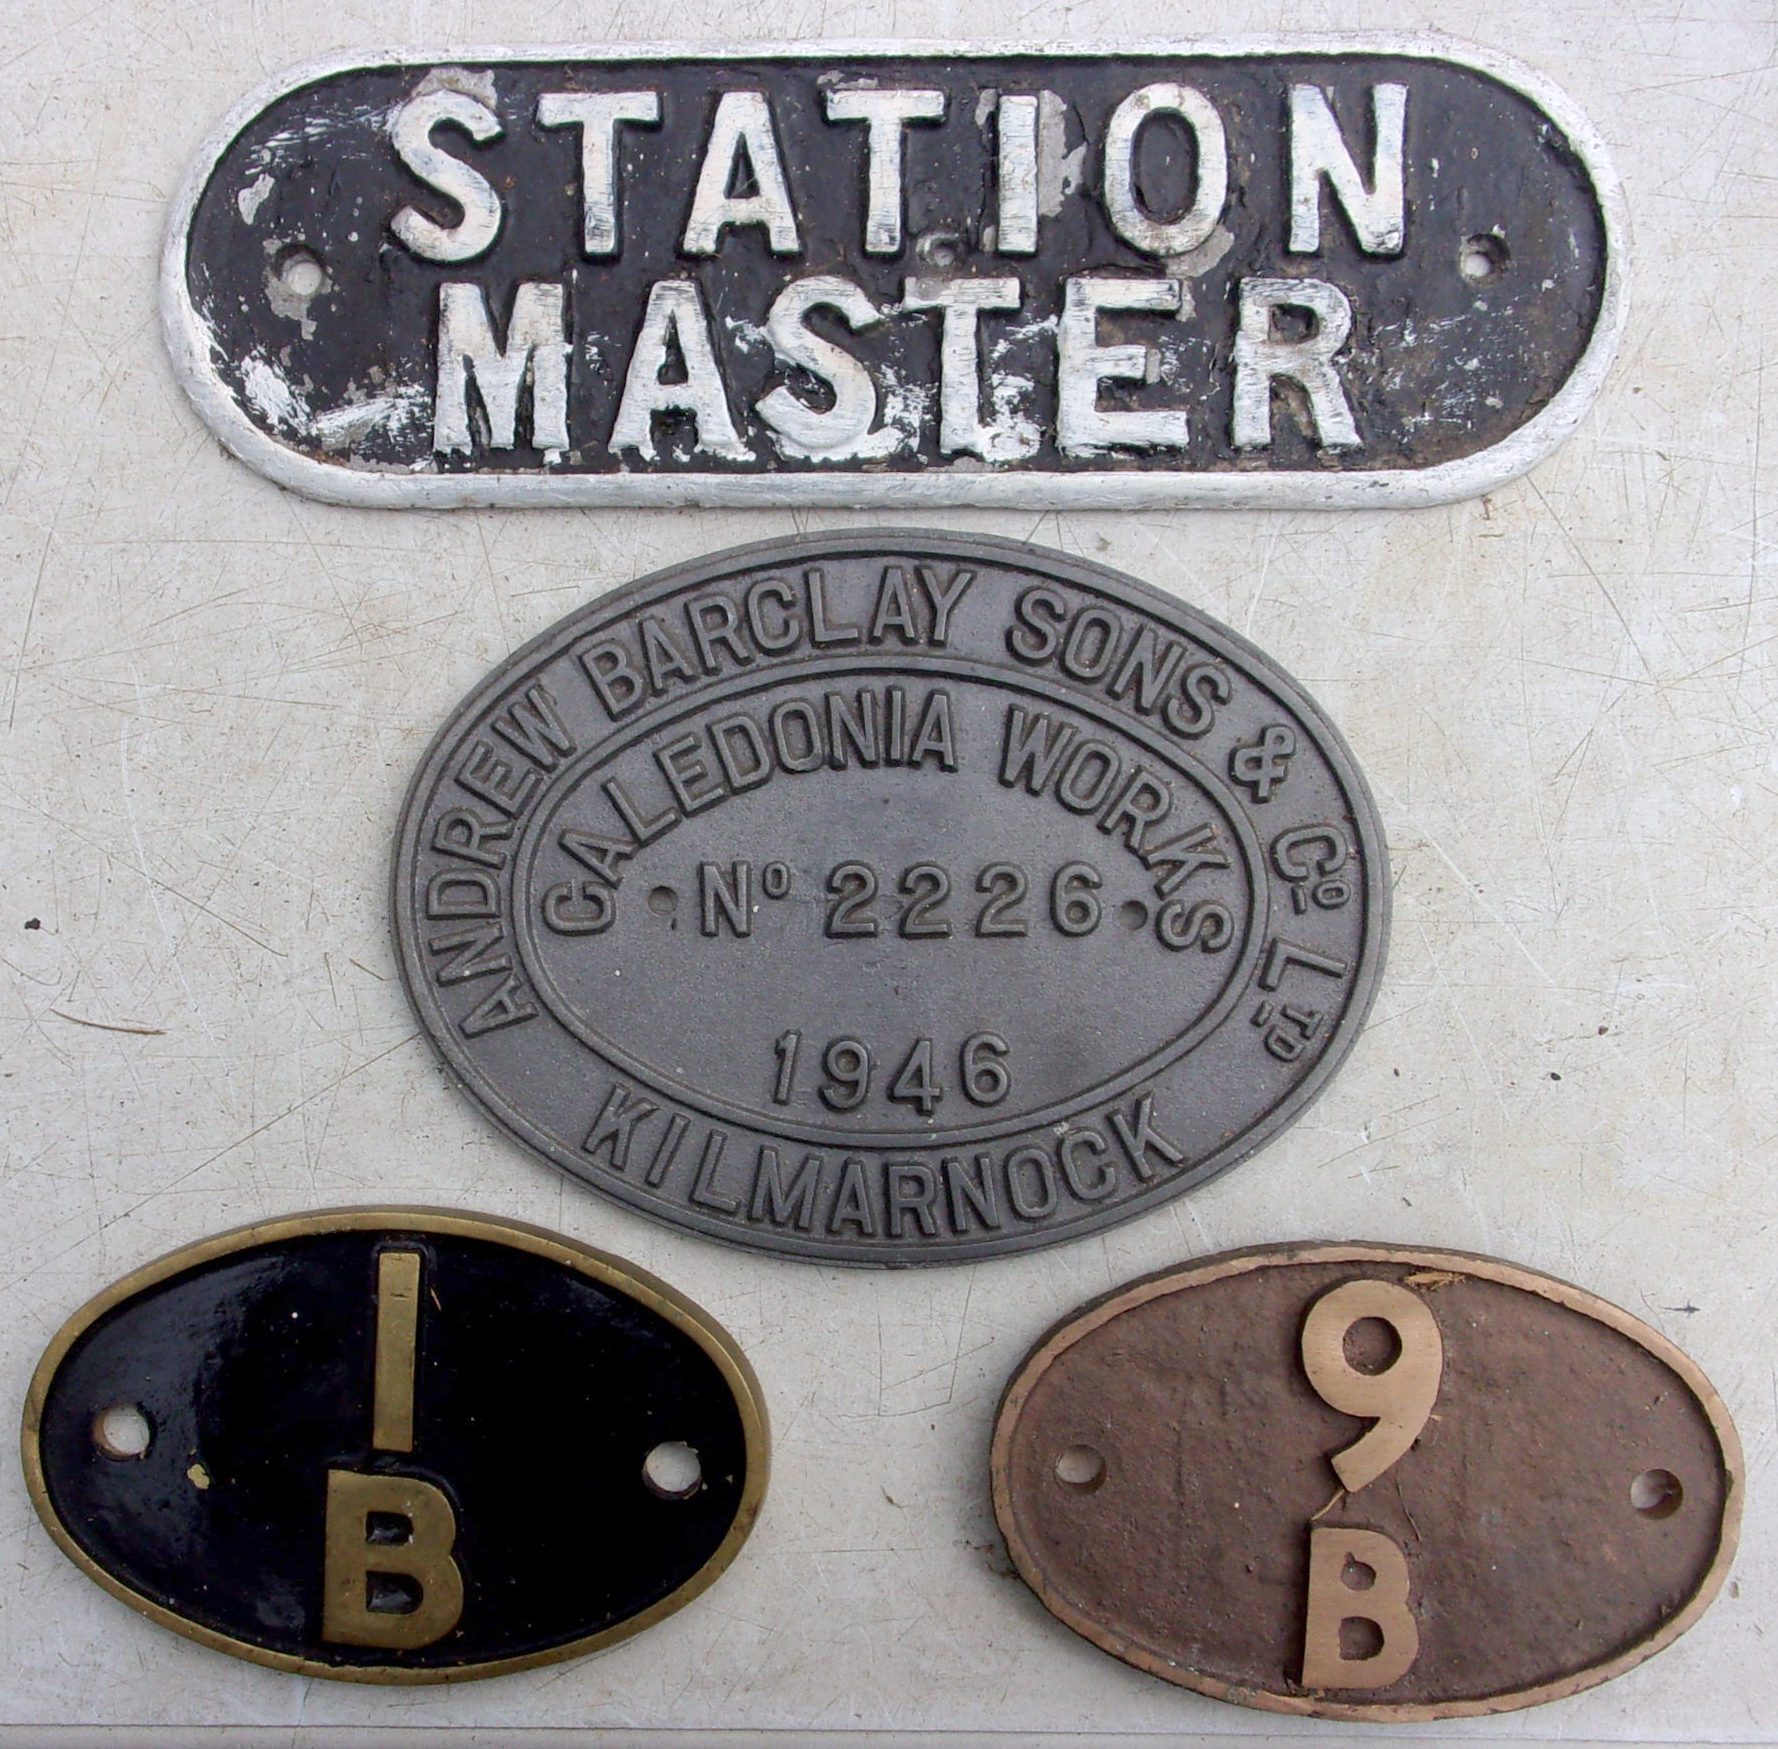 STATION
MASTER
ANDREW BARCLAY SONS & Cº LTD
CALEDONIA WORKS
Nº 2226
1946
KILMARNOCK
1
B
9
B